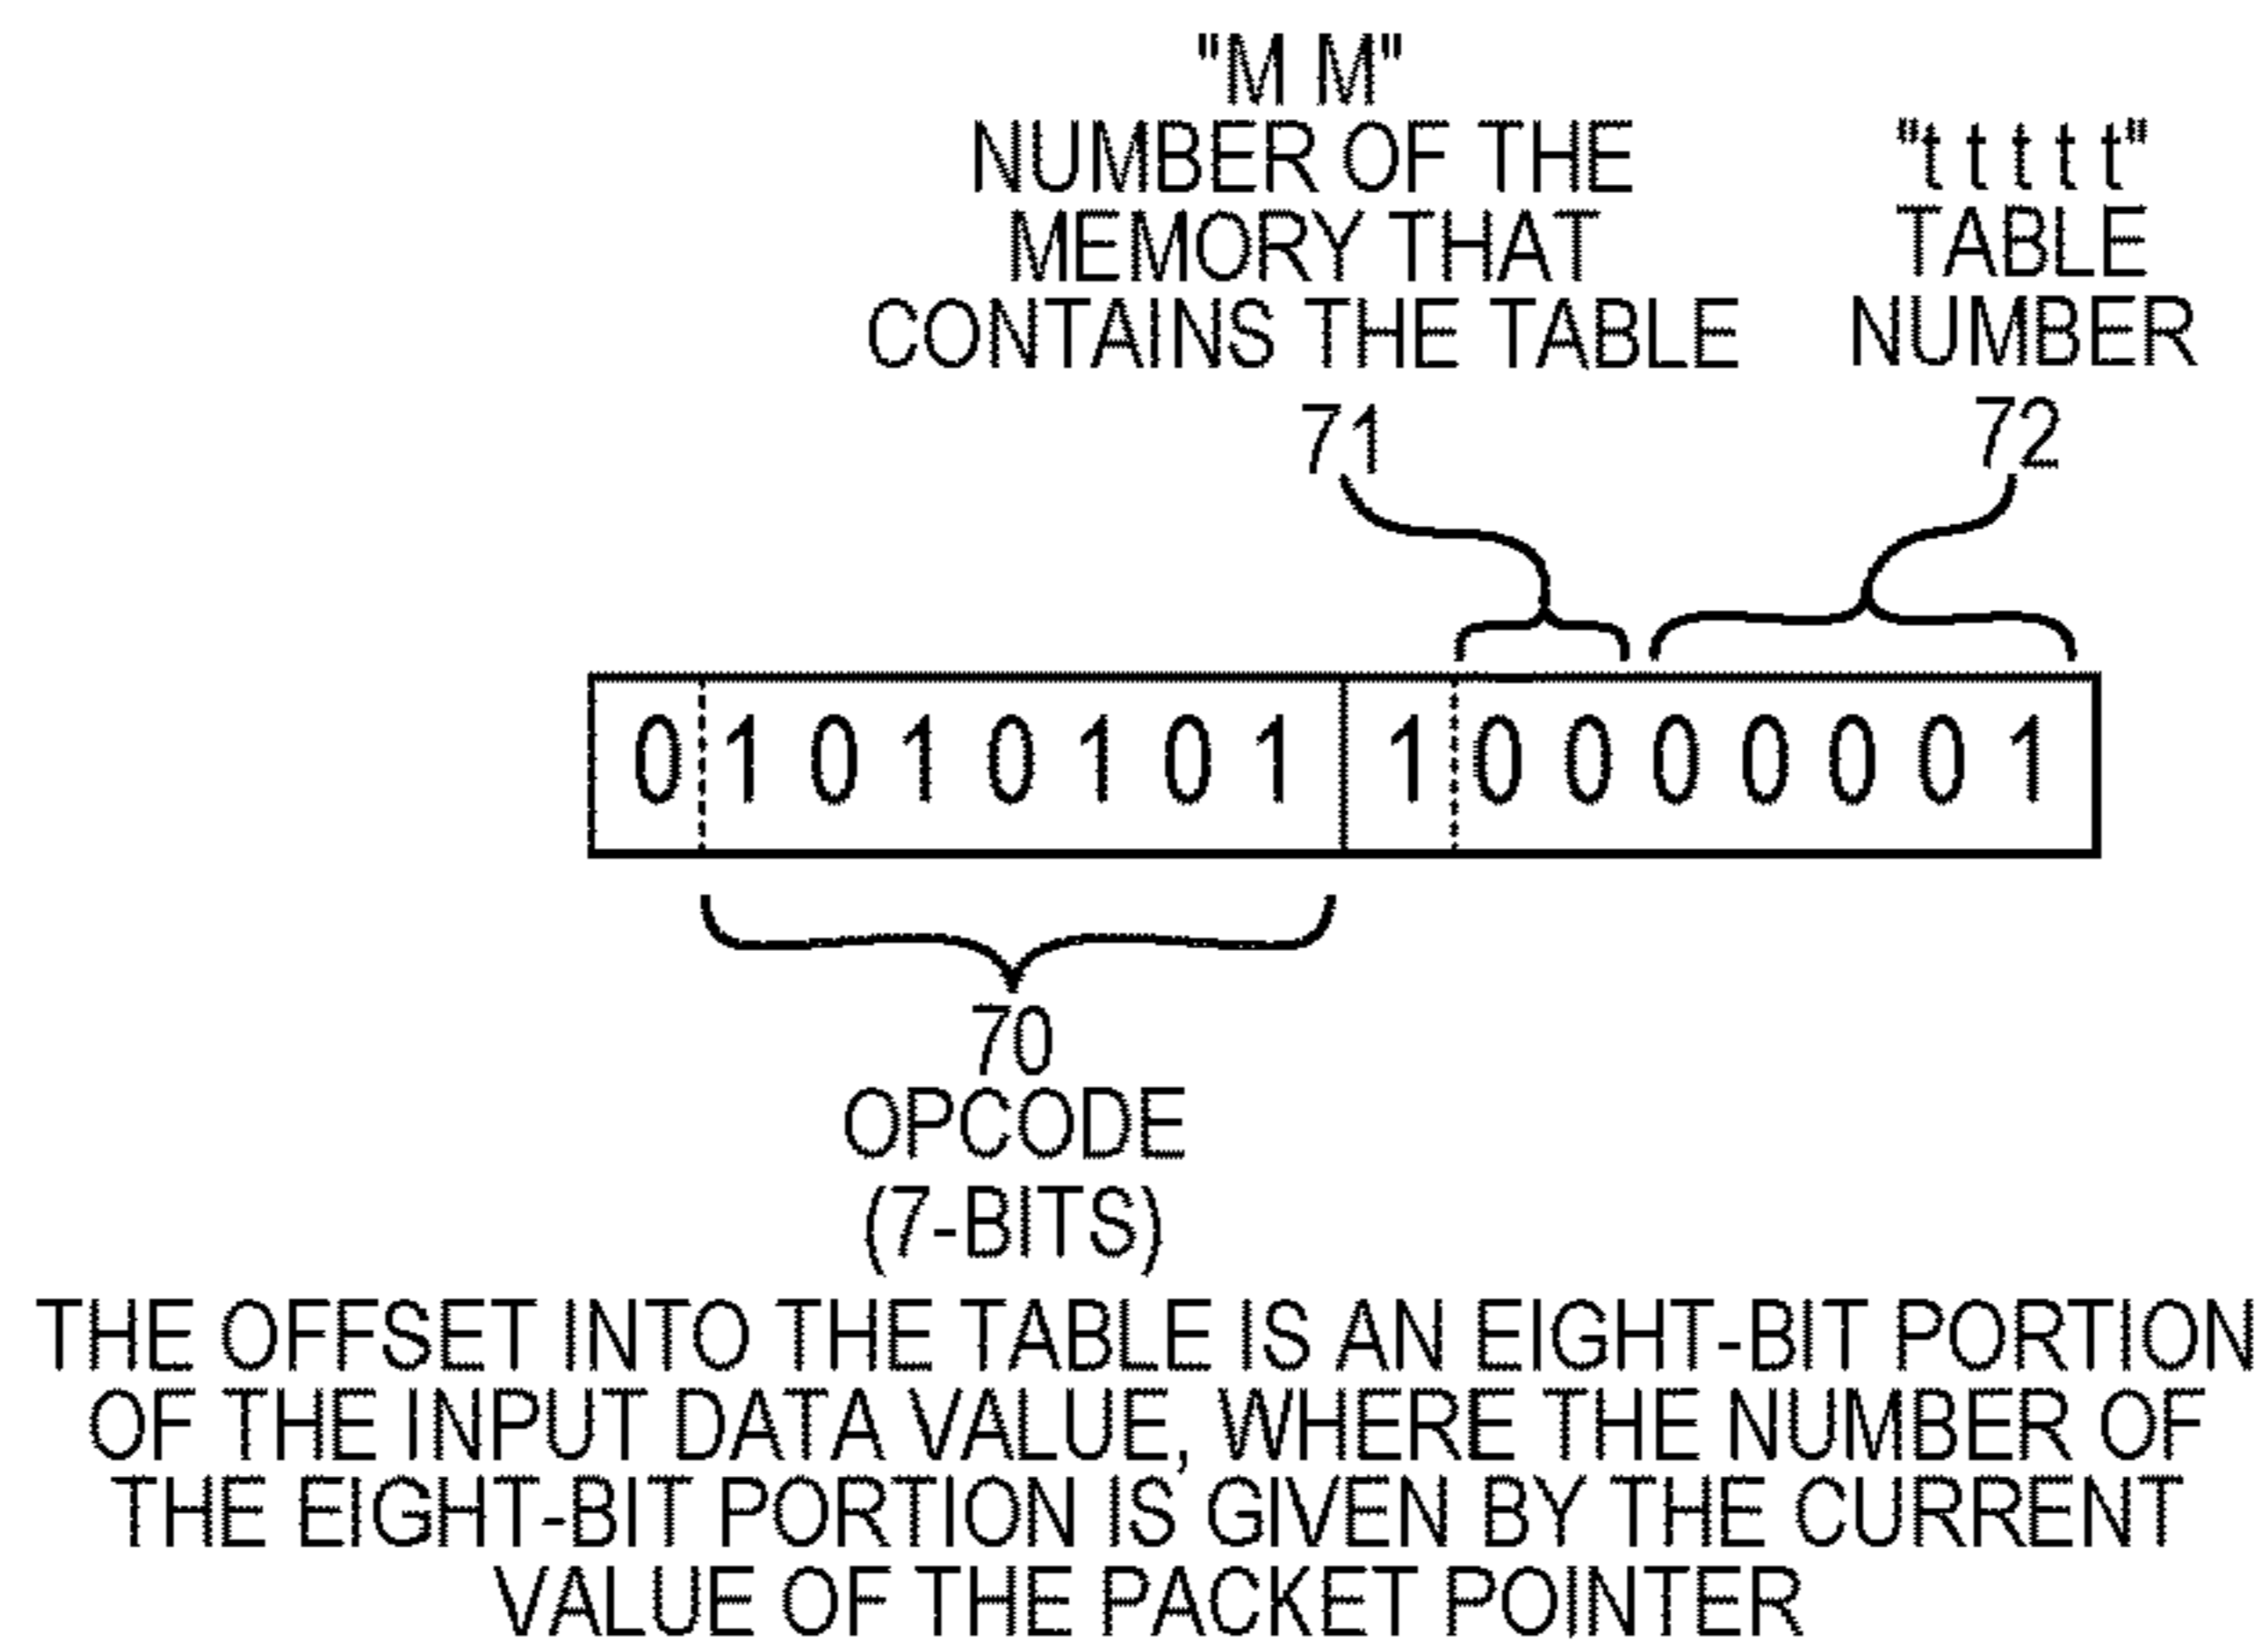 "M M"
NUMBER OF THE
MEMORY THAT
CONTAINS THE TABLE
71
"t t t t t"
TABLE
NUMBER
72
0 1 0 1 0 1 0 1 1 0 0 0 0 0 0 1
70
OPCODE
(7-BITS)
THE OFFSET INTO THE TABLE IS AN EIGHT-BIT PORTION
OF THE INPUT DATA VALUE, WHERE THE NUMBER OF
THE EIGHT-BIT PORTION IS GIVEN BY THE CURRENT
VALUE OF THE PACKET POINTER